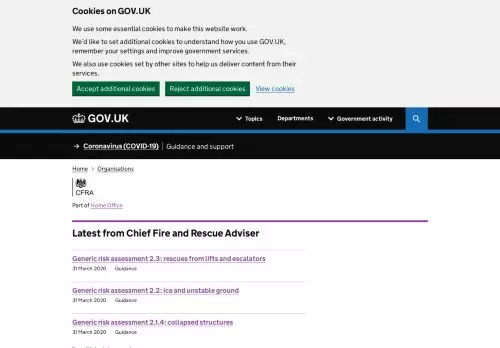 Cookies on GOV.UK
We use some essential cookies to make this website work.
We'd like to set additional cookies to understand how you use GOV.UK,
remember your settings and improve government services.
We also use cookies set by other sites to help us deliver content from their
services.
Accept additional cookies Reject additional cookies View cookies
GOV.UK Topics Departments Government activity
→ Coronavirus (COVID-19) Guidance and support
Home Organisations
CFRA
Part of Home Office
Latest from Chief Fire and Rescue Adviser
Generic risk assessment 2.3: rescues from lifts and escalators
31 March 2020 Guidance
Generic risk assessment 2.2: ice and unstable ground
31 March 2020 Guidance
Generic risk assessment 2.1.4: collapsed structures
31 March 2020 Guidance